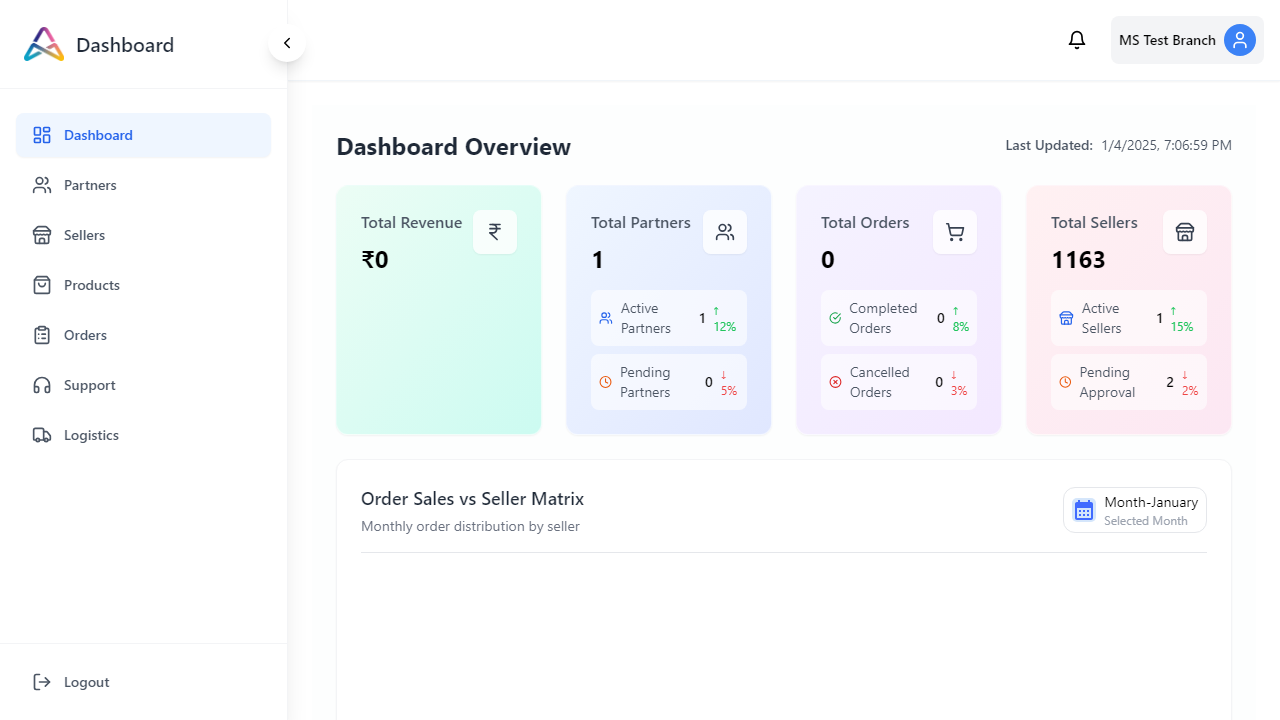 Dashboard
MS Test Branch
Dashboard
Partners
Sellers
Products
Orders
Support
Logistics
Logout
Dashboard Overview
Last Updated: 1/4/2025, 7:06:59 PM
Total Revenue
₹0
₹
Total Partners
1
Active
Partners
1
↑
12%
Pending
Partners
0
↓
5%
Total Orders
0
Completed
Orders
0
↑
8%
Cancelled
Orders
0
↓
3%
Total Sellers
1163
Active
Sellers
1
↑
15%
Pending
Approval
2
↓
2%
Order Sales vs Seller Matrix
Monthly order distribution by seller
Month-January
Selected Month